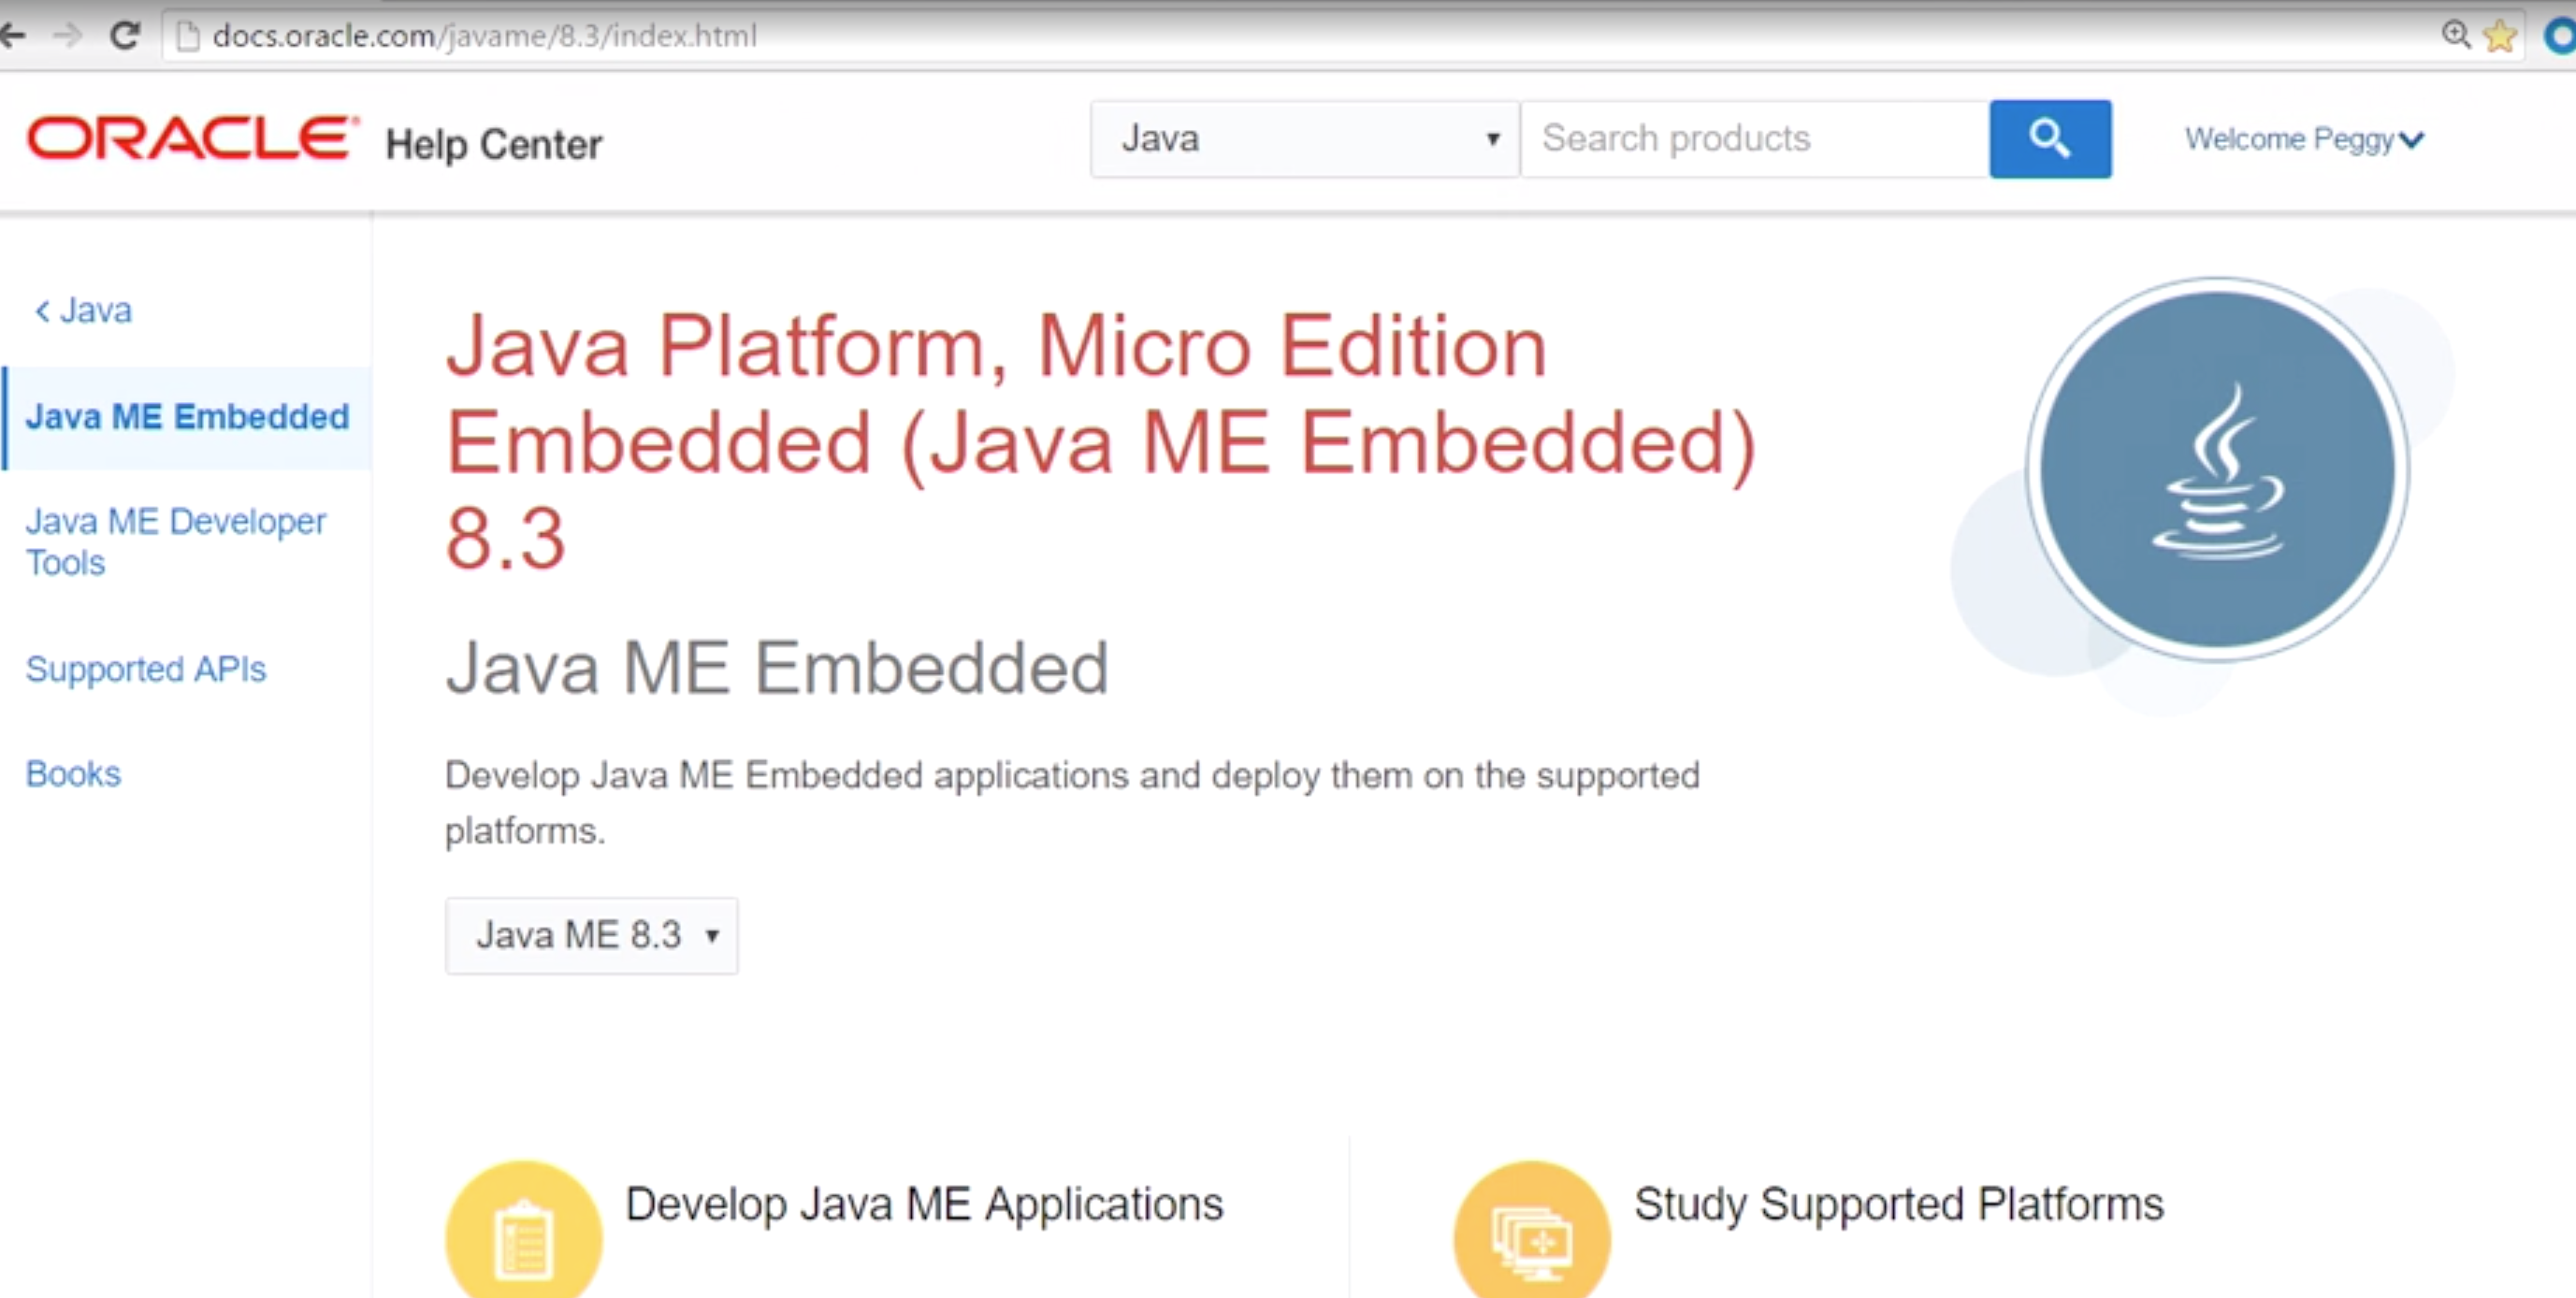 docs.oracle.com/javame/8.3/index.html
ORACLE Help Center
Java
Search products
Welcome Peggy
< Java
Java ME Embedded
Java ME Developer
Tools
Supported APIs
Books
Java Platform, Micro Edition
Embedded (Java ME Embedded)
8.3
Java ME Embedded
Develop Java ME Embedded applications and deploy them on the supported
platforms.
Java ME 8.3
Develop Java ME Applications
Study Supported Platforms